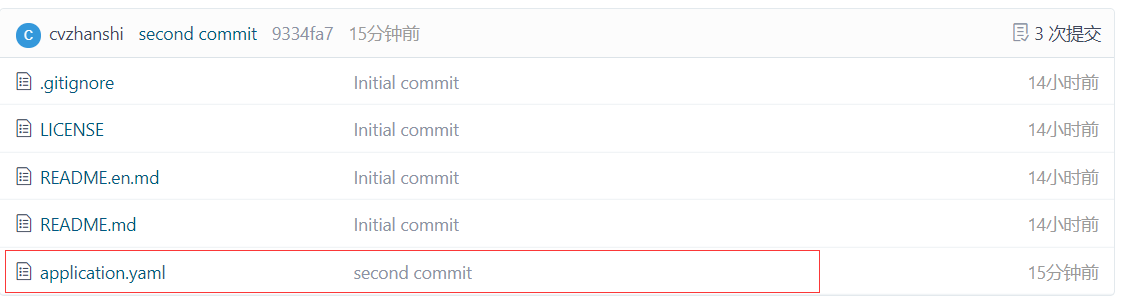 C cvzhanshi second commit 9334fa7 15分钟前 3 次提交
.gitignore Initial commit 14小时前
LICENSE Initial commit 14小时前
README.en.md Initial commit 14小时前
README.md Initial commit 14小时前
application.yaml second commit 15分钟前